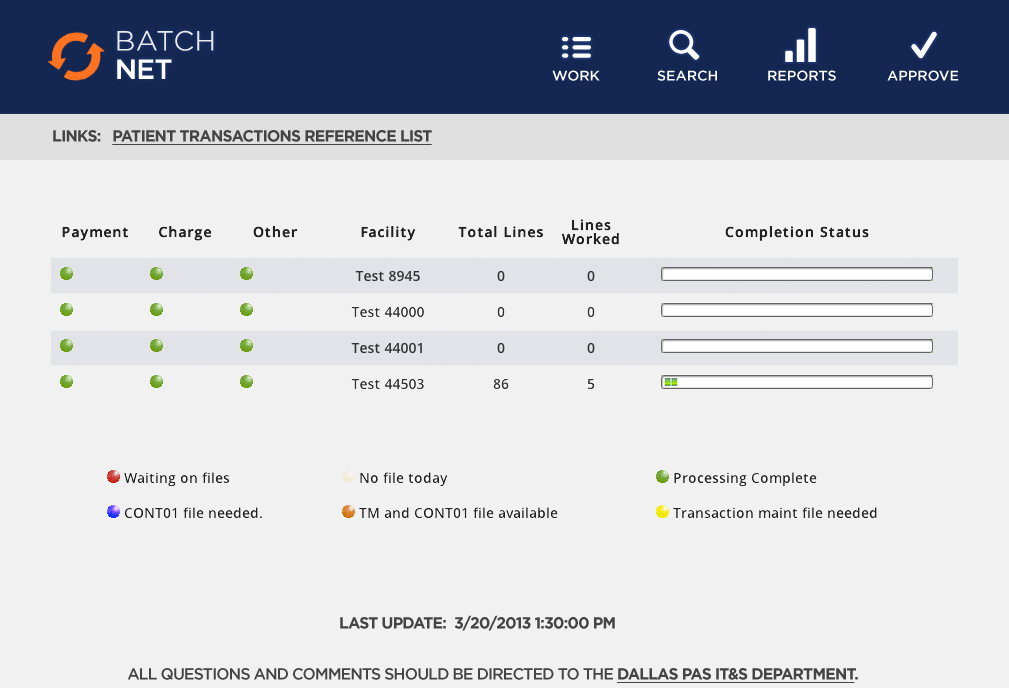 BATCH
NET
WORK SEARCH REPORTS APPROVE
LINKS: PATIENT TRANSACTIONS REFERENCE LIST
Payment Charge Other Facility Total Lines Lines Worked Completion Status
Test 8945 0 0
Test 44000 0 0
Test 44001 0 0
Test 44503 86 5
Waiting on files No file today Processing Complete
CONT01 file needed. TM and CONT01 file available Transaction maint file needed
LAST UPDATE: 3/20/2013 1:30:00 PM
ALL QUESTIONS AND COMMENTS SHOULD BE DIRECTED TO THE DALLAS PAS IT&S DEPARTMENT.